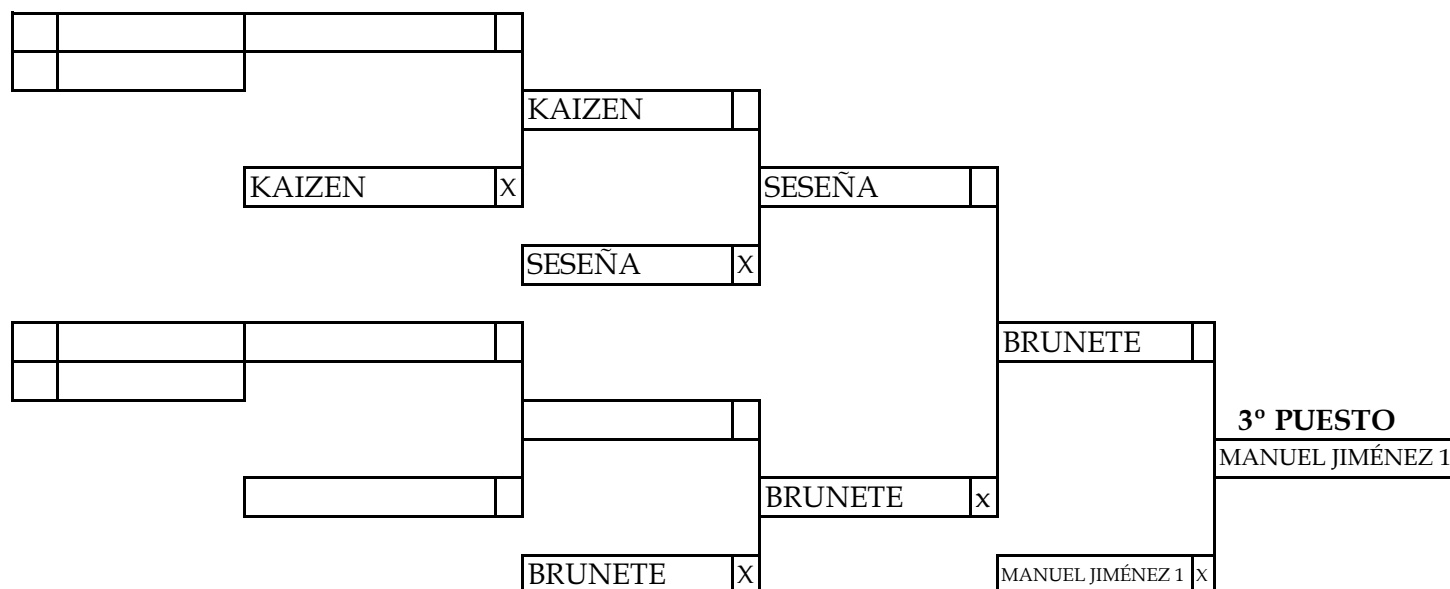 KAIZEN
KAIZEN X
SESEÑA
SESEÑA X
BRUNETE
3º PUESTO
MANUEL JIMÉNEZ 1
BRUNETE x
BRUNETE X
MANUEL JIMÉNEZ 1 X